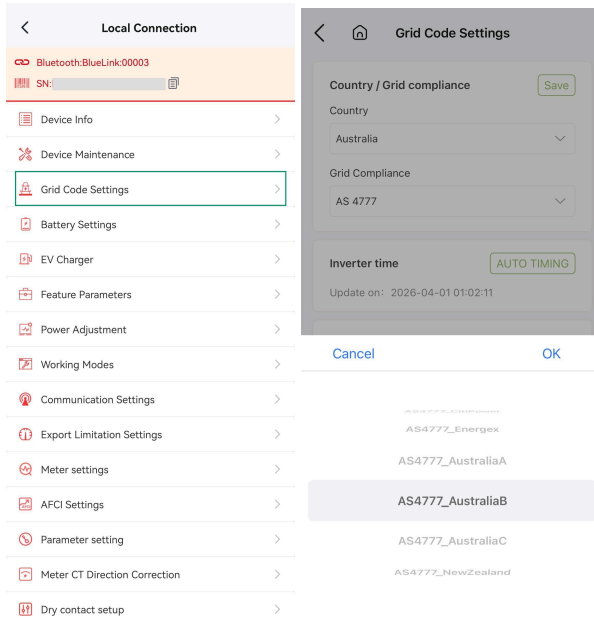 Local Connection
Bluetooth:BlueLink:00003
SN:
Device Info
Device Maintenance
Grid Code Settings
Battery Settings
EV Charger
Feature Parameters
Power Adjustment
Working Modes
Communication Settings
Export Limitation Settings
Meter settings
AFCI Settings
Parameter setting
Meter CT Direction Correction
Dry contact setup
Grid Code Settings
Country / Grid compliance
Save
Country
Australia
Grid Compliance
AS 4777
Inverter time
AUTO TIMING
Update on: 2026-04-01 01:02:11
Cancel
OK
AS4777_Energex
AS4777_AustraliaA
AS4777_AustraliaB
AS4777_AustraliaC
AS4777_NewZealand